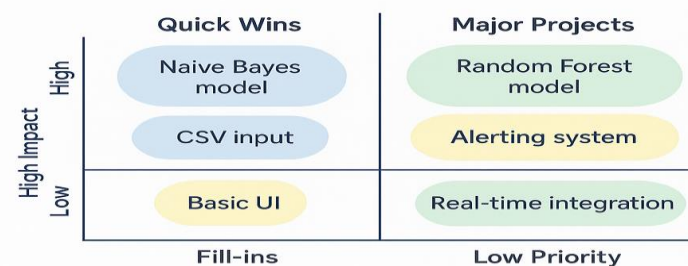 Quick Wins
Major Projects
High Impact
High
Naive Bayes
model
Random Forest
model
CSV input
Alerting system
Low
Basic UI
Real-time integration
Fill-ins
Low Priority